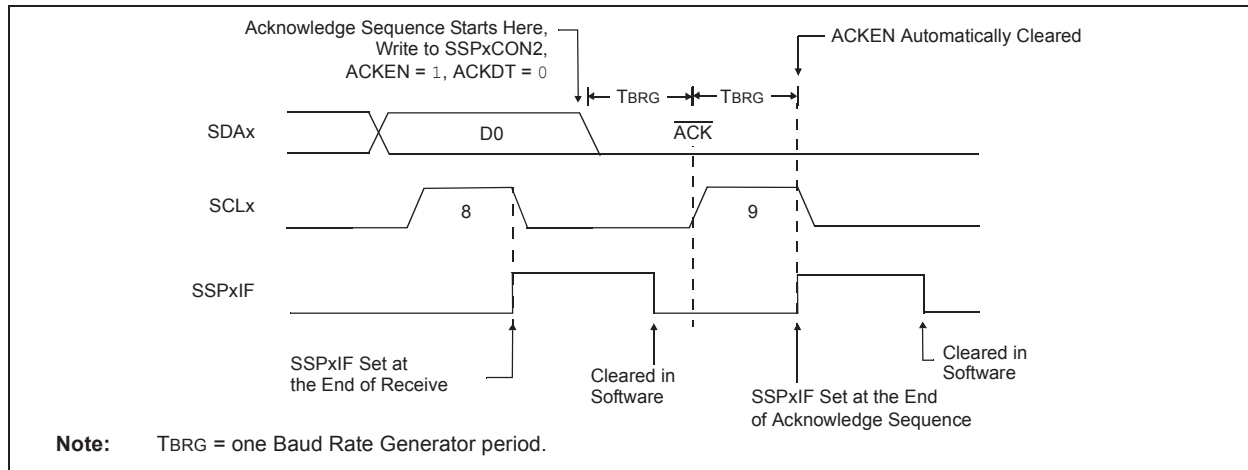 Acknowledge Sequence Starts Here,
Write to SSPxCON2,
ACKEN = 1, ACKDT = 0
ACKEN Automatically Cleared
TBRG
TBRG
SDAx
D0
ACK
SCLx
8
9
SSPxIF
SSPxIF Set at
the End of Receive
Cleared in
Software
SSPxIF Set at the End
of Acknowledge Sequence
Cleared in
Software
Note: TBRG = one Baud Rate Generator period.